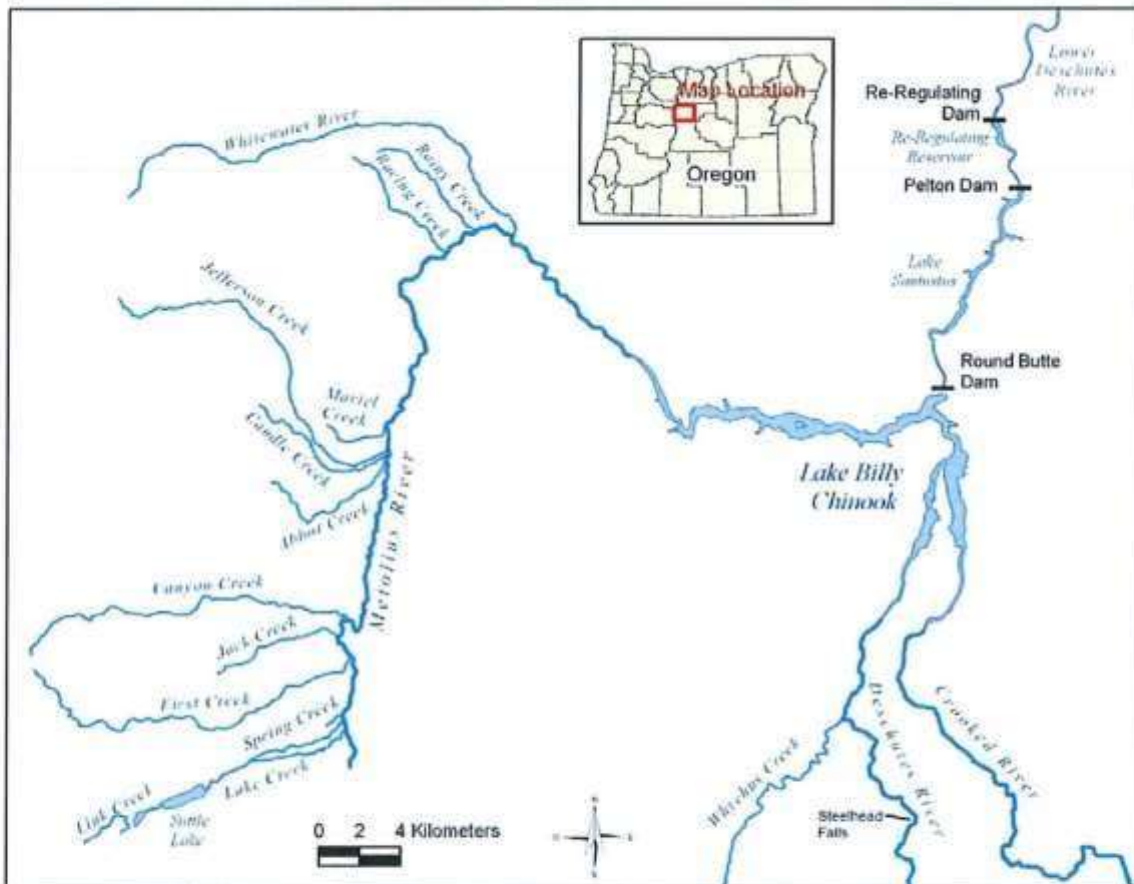 Lower
Deschutes
River
Map Location
Re-Regulating
Dam
Re-Regulating
Reservoir
Whitewater River
Rainy Creek
Racing Creek
Oregon
Pelton Dam
Lake
Jefferson Creek
Round Butte
Dam
Creek
Candle Creek
Lake Billy
Chinook
Abbot Creek
Metolius River
Canyon Creek
Jack Creek
First Creek
Spring Creek
Lake Creek
Link Creek
Suttle
Lake
Deschutes River
Crooked River
Whychus Creek
Steelhead
Falls
0 2 4 Kilometers